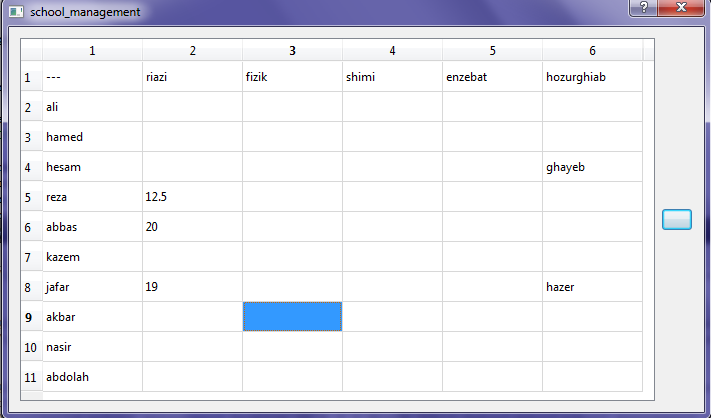 school_management
?
1 2 3 4 5 6
1 --- riazi fizik shimi enzebat hozurghiab
2 ali
3 hamed
4 hesam ghayeb
5 reza 12.5
6 abbas 20
7 kazem
8 jafar 19 hazer
9 akbar
10 nasir
11 abdolah